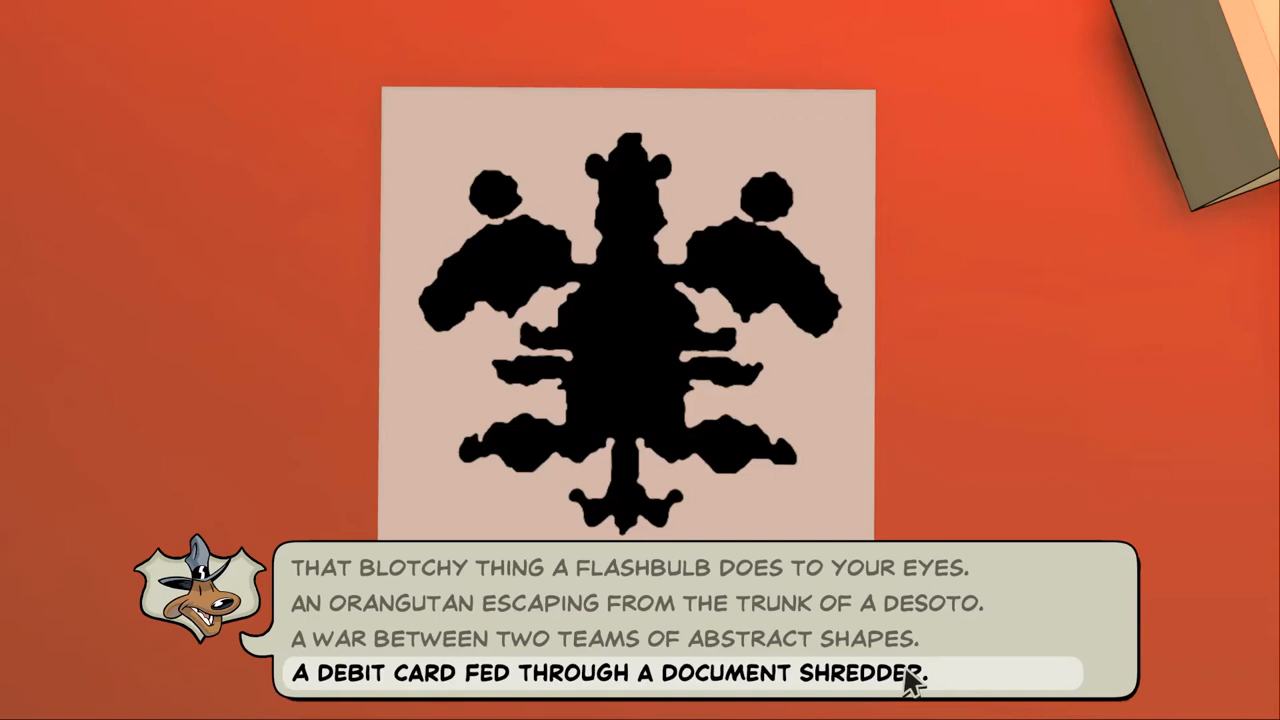 THAT BLOTCHY THING A FLASHBULB DOES TO YOUR EYES.
AN ORANGUTAN ESCAPING FROM THE TRUNK OF A DESOTO.
A WAR BETWEEN TWO TEAMS OF ABSTRACT SHAPES.
A DEBIT CARD FED THROUGH A DOCUMENT SHREDDER.